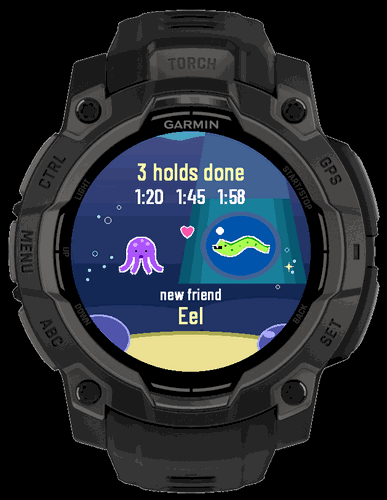 TORCH
GARMIN
CTRL
LIGHT
GPS
START/STOP
3 holds done
1:20 1:45 1:58
MENU
UP
new friend
Eel
ABC
DOWN
SET
BACK